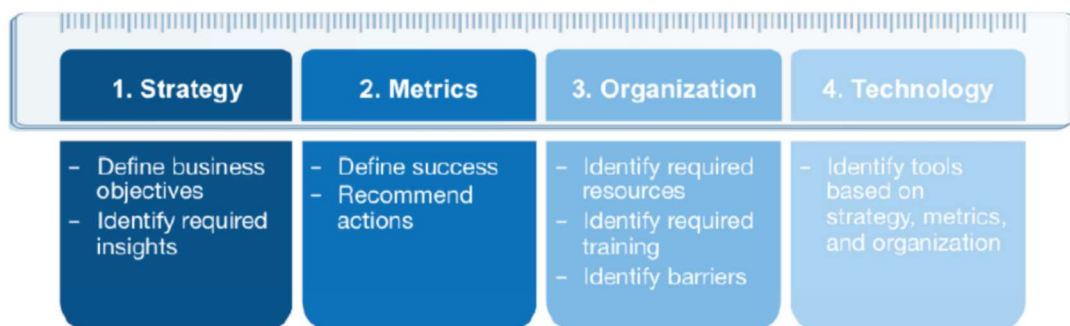 1. Strategy
2. Metrics
3. Organization
4. Technology
– Define business
objectives
– Identify required
insights
– Define success
– Recommend
actions
– Identify required
resources
– Identify required
training
– Identify barriers
– Identify tools
based on
strategy, metrics,
and organization